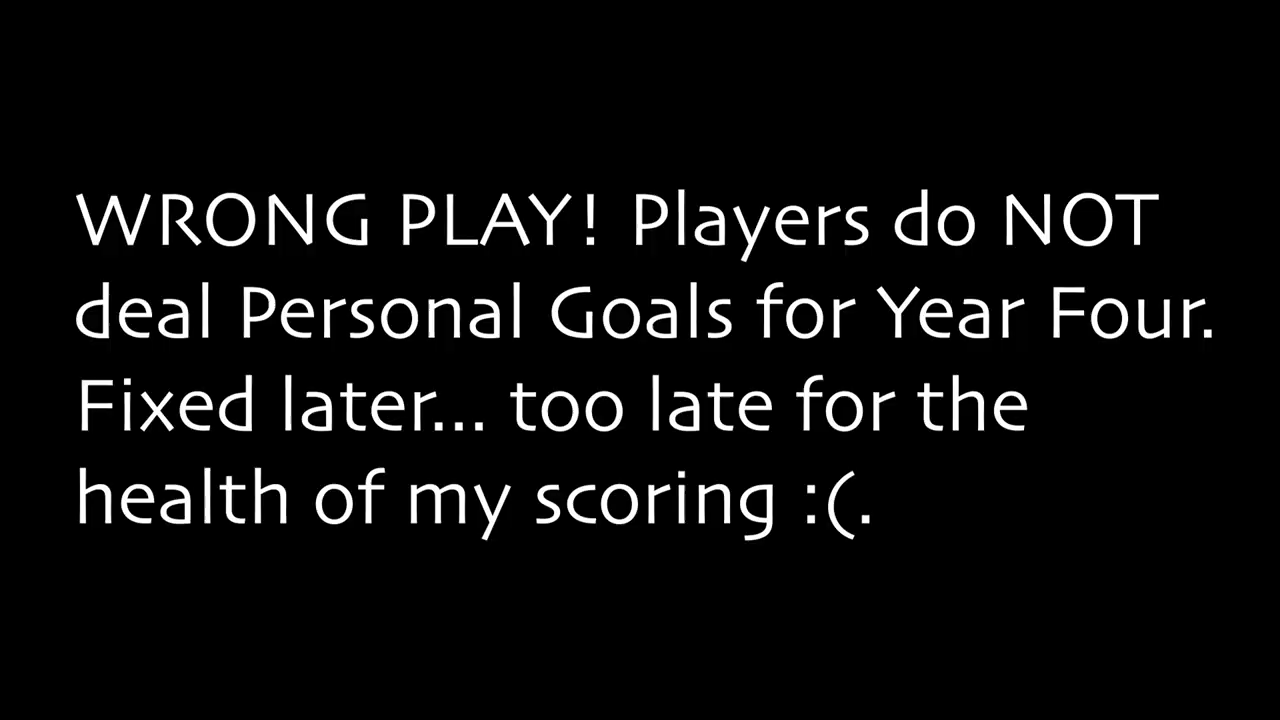 WRONG PLAY! Players do NOT
deal Personal Goals for Year Four.
Fixed later... too late for the
health of my scoring :(.